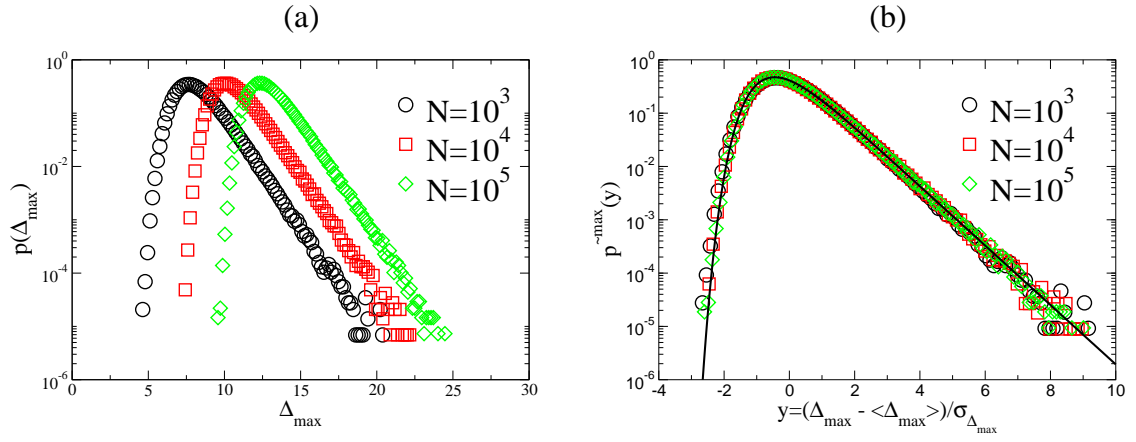 (a)
10^0
10^-2
10^-4
10^-6
p(Δ_max)
0 5 10 15 20 25 30
Δ_max
N=10^3
N=10^4
N=10^5
(b)
10^0
10^-1
10^-2
10^-3
10^-4
10^-5
10^-6
p^~max(y)
-4 -2 0 2 4 6 8 10
y=(Δ_max - <Δ_max>)/σ_Δ_max
N=10^3
N=10^4
N=10^5